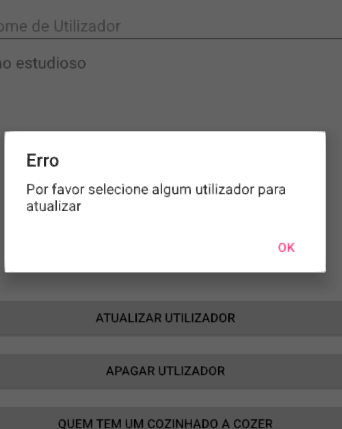 ome de Utilizador
no estudioso
Erro
Por favor selecione algum utilizador para
atualizar
OK
ATUALIZAR UTILIZADOR
APAGAR UTLIZADOR
QUEM TEM UM COZINHADO A COZER